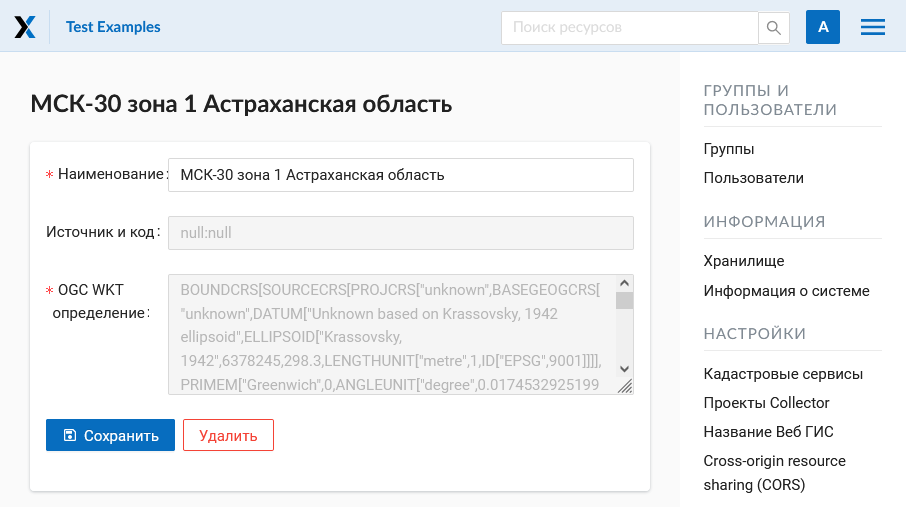 Test Examples
Поиск ресурсов
A
МСК-30 зона 1 Астраханская область
* Наименование:
МСК-30 зона 1 Астраханская область
Источник и код:
null:null
* OGC WKT
определение:
BOUNDCRS[SOURCECRS[PROJCRS["unknown",BASEGEOGCRS[
"unknown",DATUM["Unknown based on Krassovsky, 1942
ellipsoid",ELLIPSOID["Krassovsky,
1942",6378245,298.3,LENGTHUNIT["metre",1,ID["EPSG",9001]]]],
PRIMEM["Greenwich",0,ANGLEUNIT["degree",0.0174532925199
Сохранить
Удалить
ГРУППЫ И
ПОЛЬЗОВАТЕЛИ
Группы
Пользователи
ИНФОРМАЦИЯ
Хранилище
Информация о системе
НАСТРОЙКИ
Кадастровые сервисы
Проекты Collector
Название Веб ГИС
Cross-origin resource
sharing (CORS)